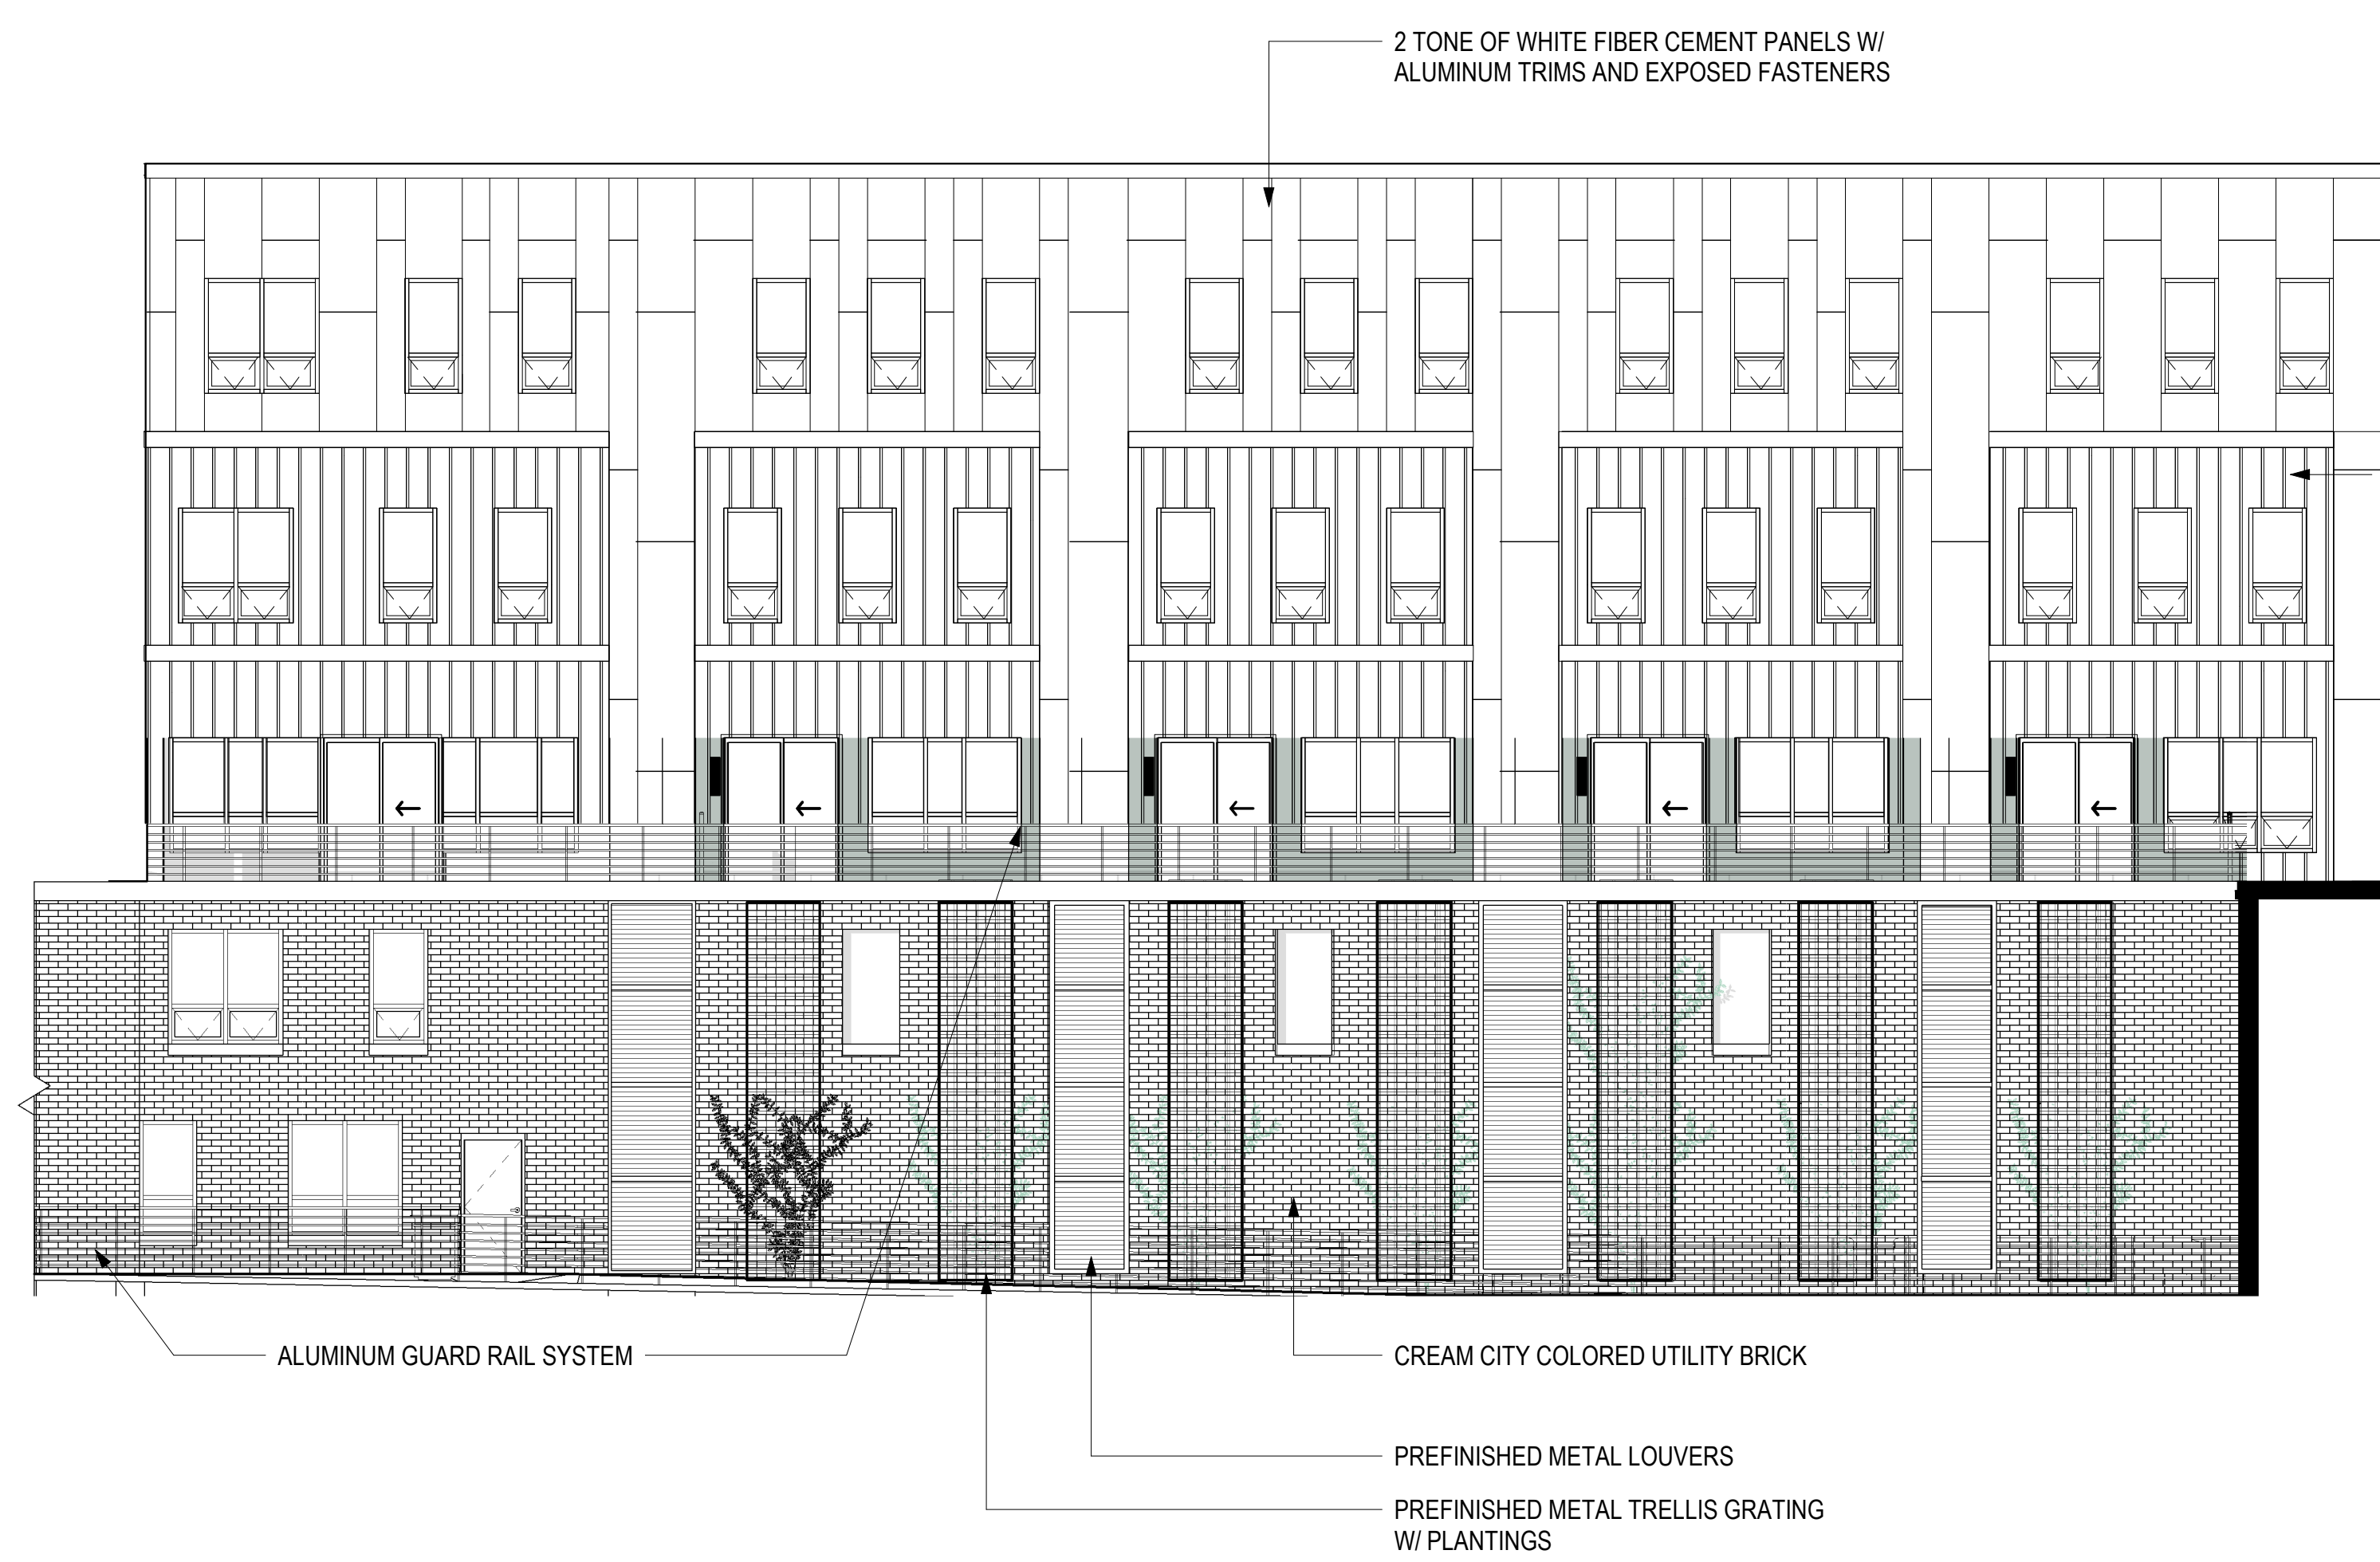 2 TONE OF WHITE FIBER CEMENT PANELS W/
ALUMINUM TRIMS AND EXPOSED FASTENERS
ALUMINUM GUARD RAIL SYSTEM
CREAM CITY COLORED UTILITY BRICK
PREFINISHED METAL LOUVERS
PREFINISHED METAL TRELLIS GRATING
W/ PLANTINGS